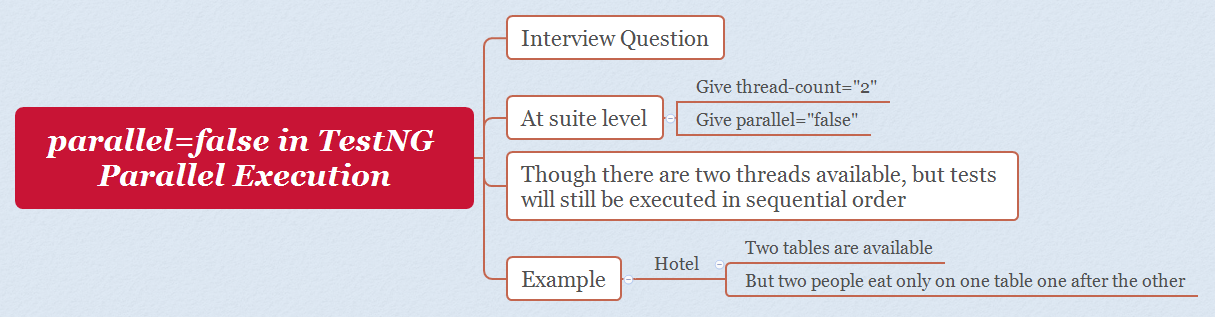 parallel=false in TestNG
Parallel Execution
Interview Question
At suite level
Give thread-count="2"
Give parallel="false"
Though there are two threads available, but tests
will still be executed in sequential order
Example
Hotel
Two tables are available
But two people eat only on one table one after the other